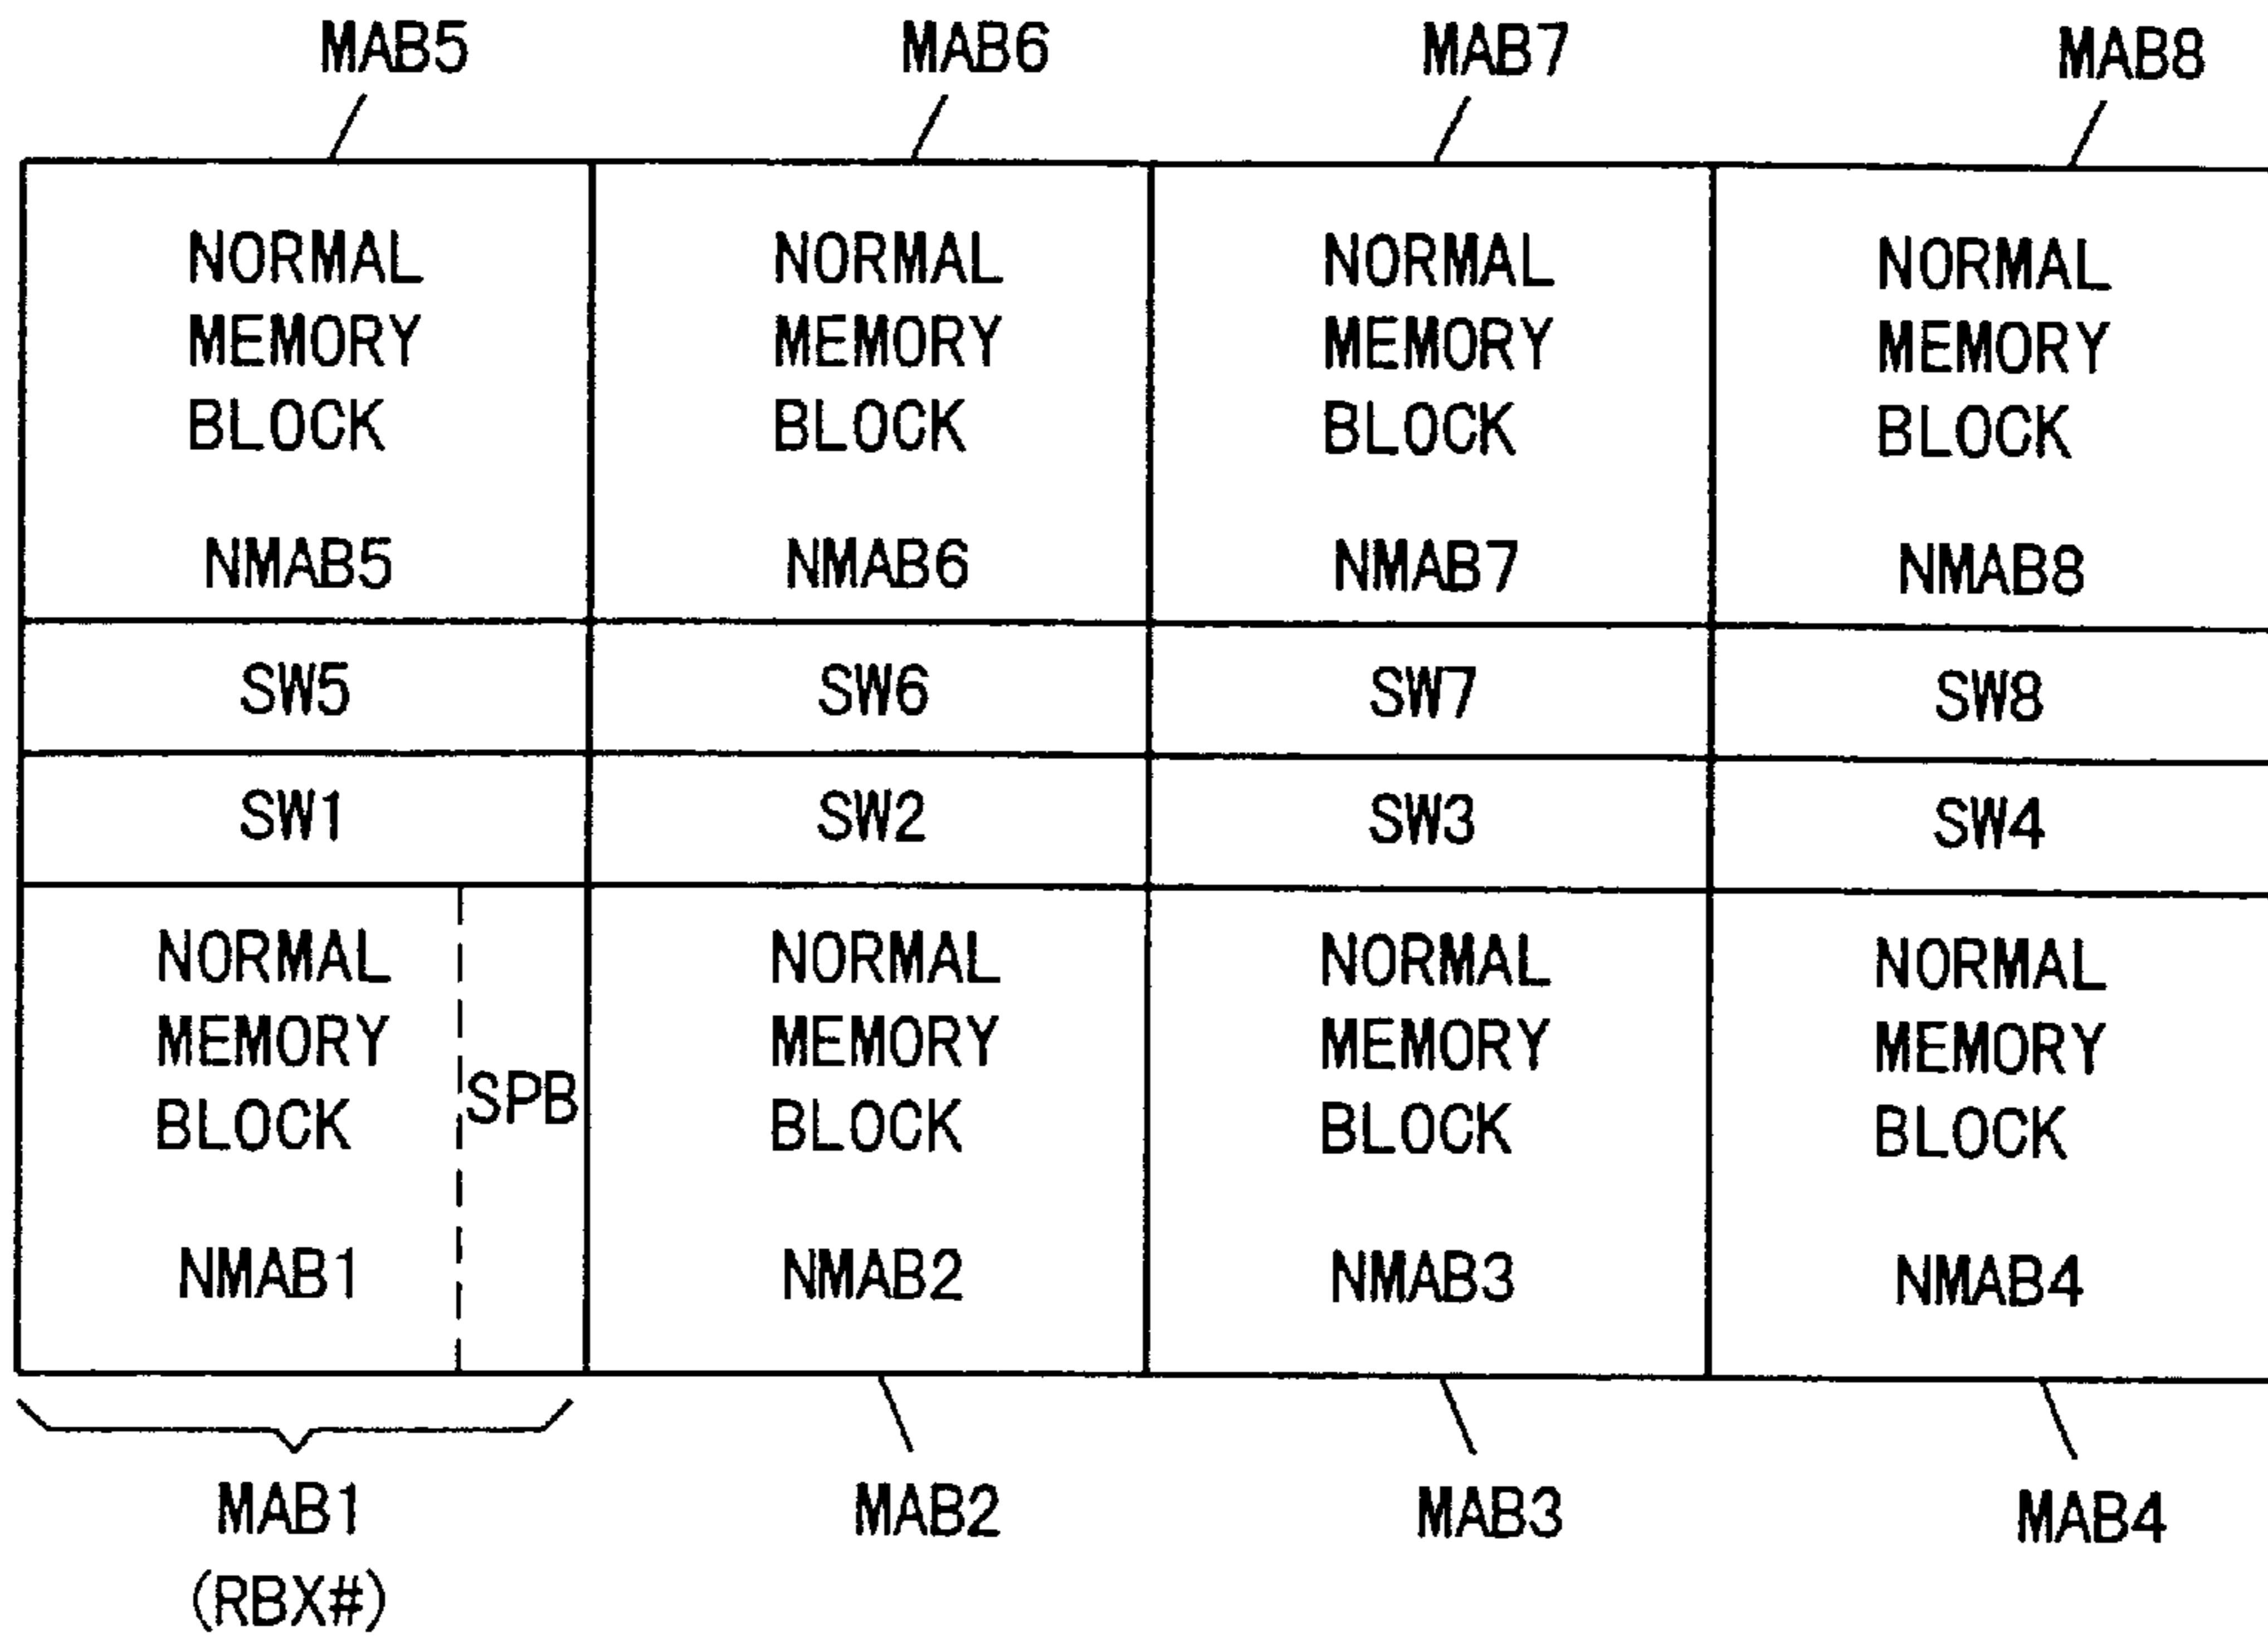 MAB5 MAB6 MAB7 MAB8
NORMAL NORMAL NORMAL NORMAL
MEMORY MEMORY MEMORY MEMORY
BLOCK BLOCK BLOCK BLOCK
NMAB5 NMAB6 NMAB7 NMAB8
SW5 SW6 SW7 SW8
SW1 SW2 SW3 SW4
NORMAL NORMAL NORMAL NORMAL
MEMORY MEMORY MEMORY MEMORY
SPB
BLOCK BLOCK BLOCK BLOCK
NMAB1 NMAB2 NMAB3 NMAB4
MAB1 MAB2 MAB3 MAB4
(RBX#)